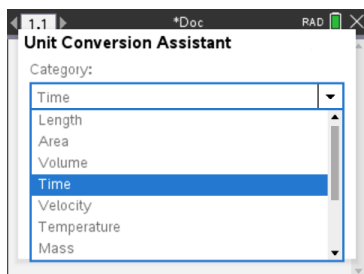 1.1 *Doc RAD
Unit Conversion Assistant
Category:
Time
Length
Area
Volume
Time
Velocity
Temperature
Mass